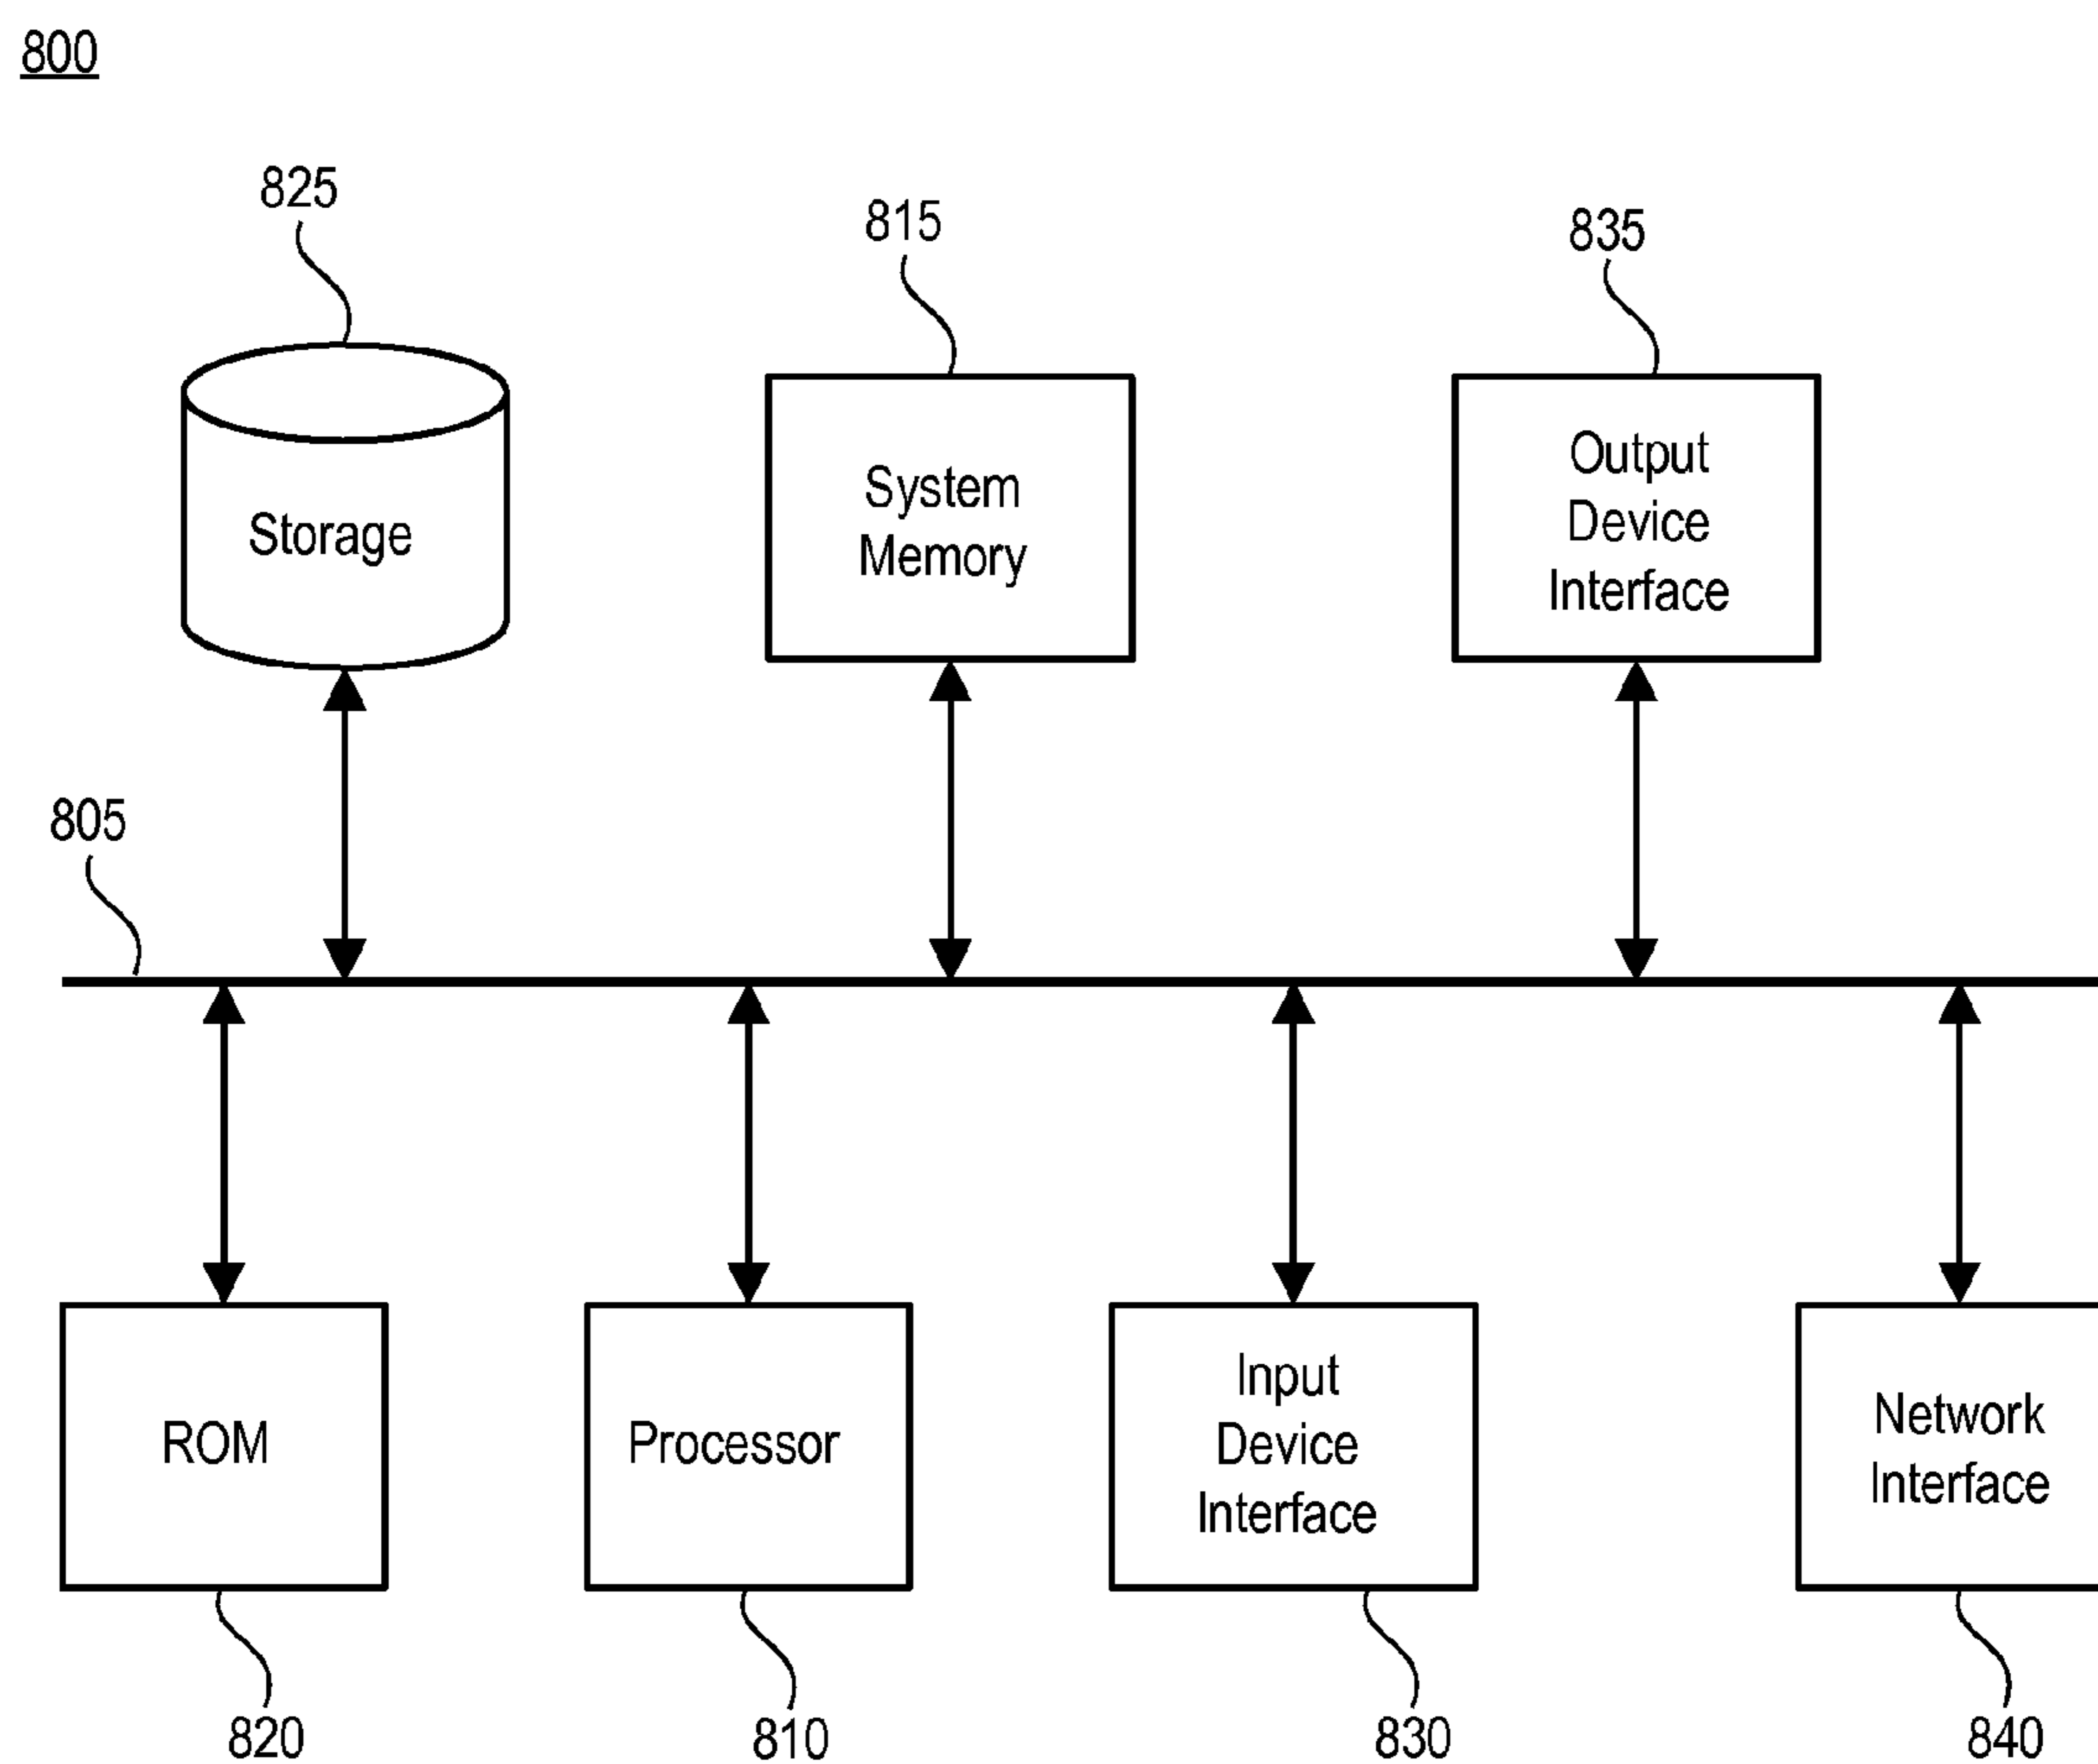 800
825
815
835
Storage
System
Memory
Output
Device
Interface
805
ROM
Processor
Input
Device
Interface
Network
Interface
820
810
830
840